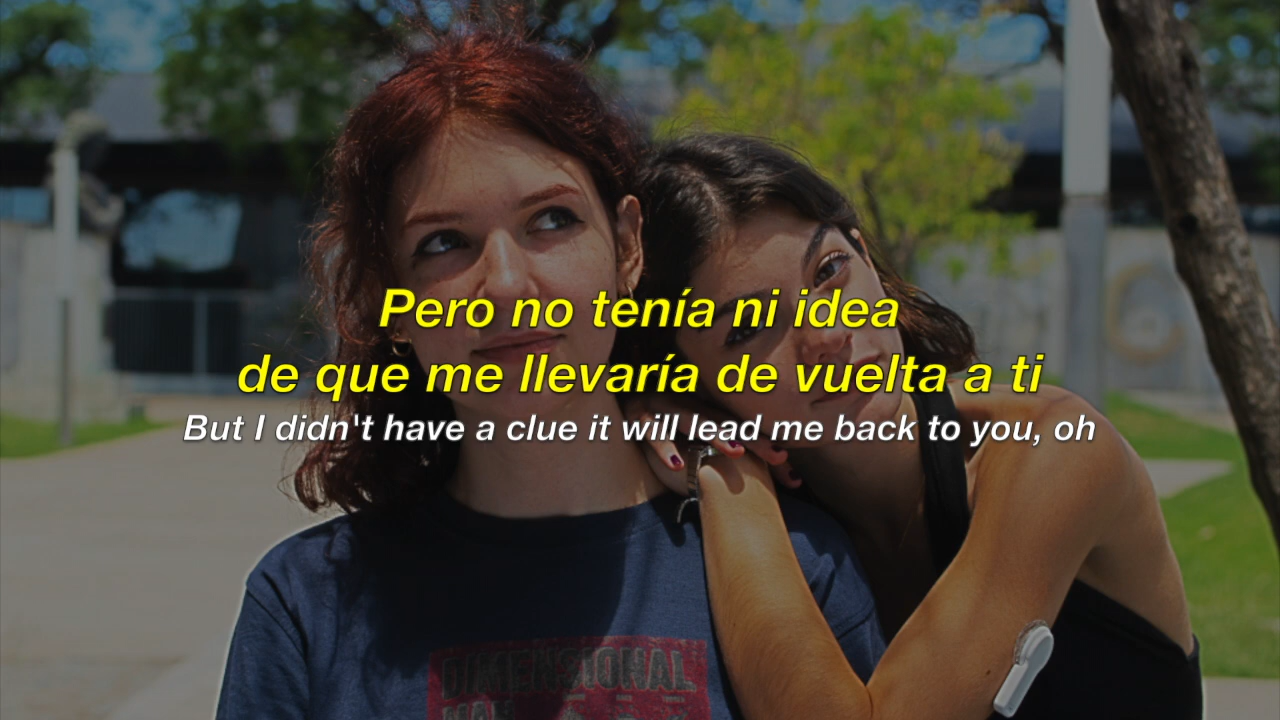 Pero no tenía ni idea
de que me llevaría de vuelta a ti
But I didn't have a clue it will lead me back to you, oh
DIMENSIONAL
MAN